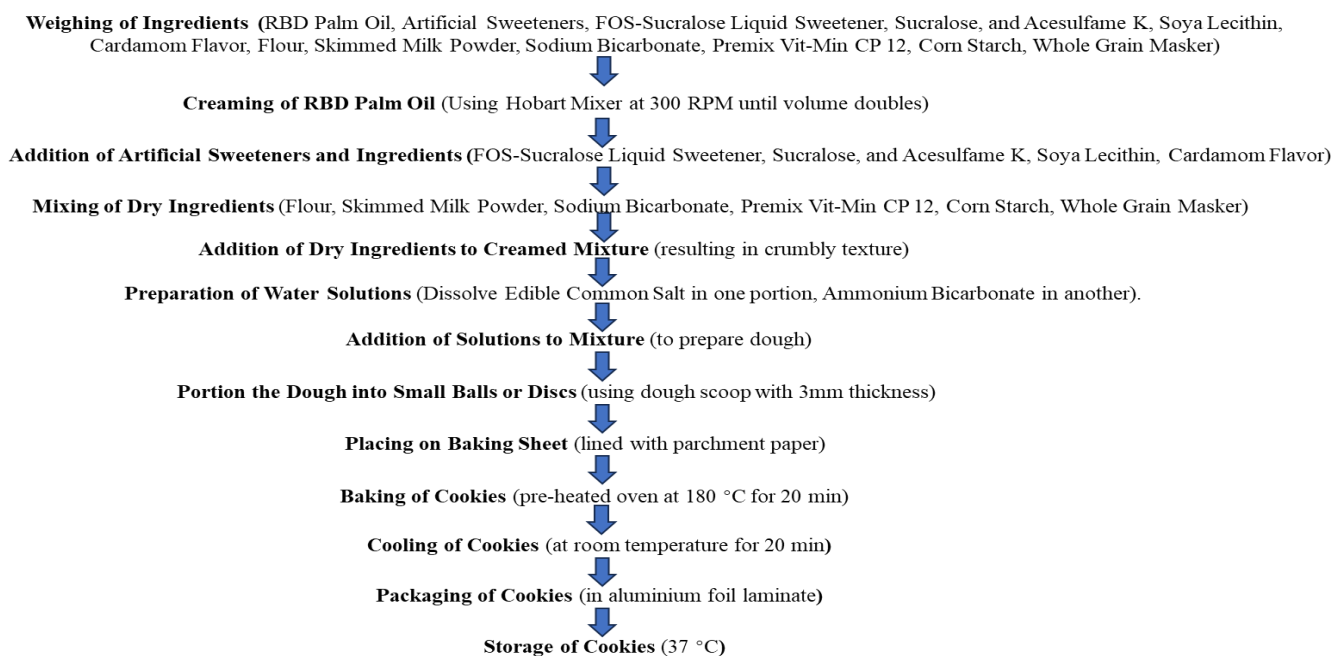 Weighing of Ingredients (RBD Palm Oil, Artificial Sweeteners, FOS-Sucralose Liquid Sweetener, Sucralose, and Acesulfame K, Soya Lecithin,
Cardamom Flavor, Flour, Skimmed Milk Powder, Sodium Bicarbonate, Premix Vit-Min CP 12, Corn Starch, Whole Grain Masker)
Creaming of RBD Palm Oil (Using Hobart Mixer at 300 RPM until volume doubles)
Addition of Artificial Sweeteners and Ingredients (FOS-Sucralose Liquid Sweetener, Sucralose, and Acesulfame K, Soya Lecithin, Cardamom Flavor)
Mixing of Dry Ingredients (Flour, Skimmed Milk Powder, Sodium Bicarbonate, Premix Vit-Min CP 12, Corn Starch, Whole Grain Masker)
Addition of Dry Ingredients to Creamed Mixture (resulting in crumbly texture)
Preparation of Water Solutions (Dissolve Edible Common Salt in one portion, Ammonium Bicarbonate in another).
Addition of Solutions to Mixture (to prepare dough)
Portion the Dough into Small Balls or Discs (using dough scoop with 3mm thickness)
Placing on Baking Sheet (lined with parchment paper)
Baking of Cookies (pre-heated oven at 180 °C for 20 min)
Cooling of Cookies (at room temperature for 20 min)
Packaging of Cookies (in aluminium foil laminate)
Storage of Cookies (37 °C)